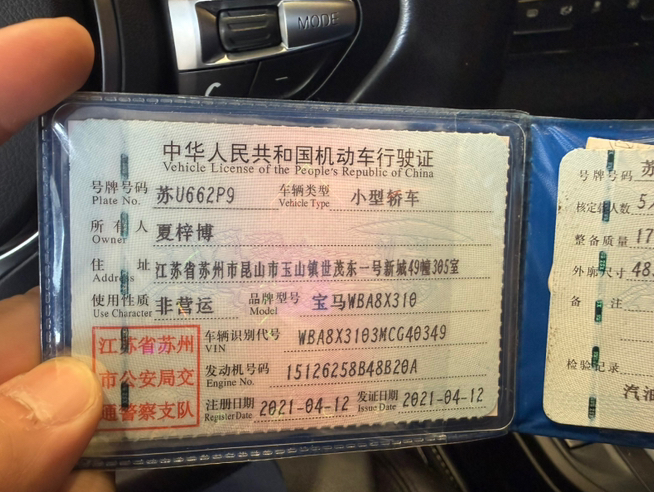 MODE
中华人民共和国机动车行驶证
Vehicle License of the People's Republic of China
号牌号码 苏U662P9 车辆类型 小型轿车
Plate No. Vehicle Type
所有人 夏梓博
Owner
住址 江苏省苏州市昆山市玉山镇世茂东一号新城49幢305室
Address
使用性质 非营运 品牌型号 宝马WBA8X310
Use Character Model
江苏省苏州
市公安局交
通警察支队
车辆识别代号 WBA8X3103MCG40349
VIN
发动机号码 15126258B48B20A
Engine No.
注册日期 2021-04-12 发证日期 2021-04-12
Register Date Issue Date
号牌号码 苏
核定载人数 5人
整备质量 17
外廓尺寸 48
备注
检验记录
汽油